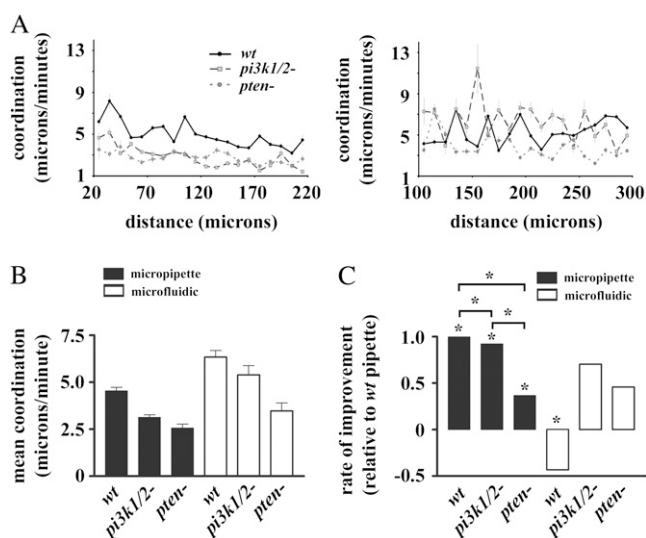 A
coordination
(microns/minutes)
13
9
5
1
wt
pi3k1/2-
pten-
20 70 120 170 220
distance (microns)
coordination
(microns/minutes)
13
9
5
1
100 150 200 250 300
distance (microns)
B
micropipette
microfluidic
mean coordination
(microns/minute)
7.5
5.0
2.5
0
wt
pi3k1/2-
pten-
wt
pi3k1/2-
pten-
C
micropipette
microfluidic
rate of improvement
(relative to wt pipette)
1.0
0.5
0
-0.5
*
* *
* *
*
*
wt
pi3k1/2-
pten-
wt
pi3k1/2-
pten-